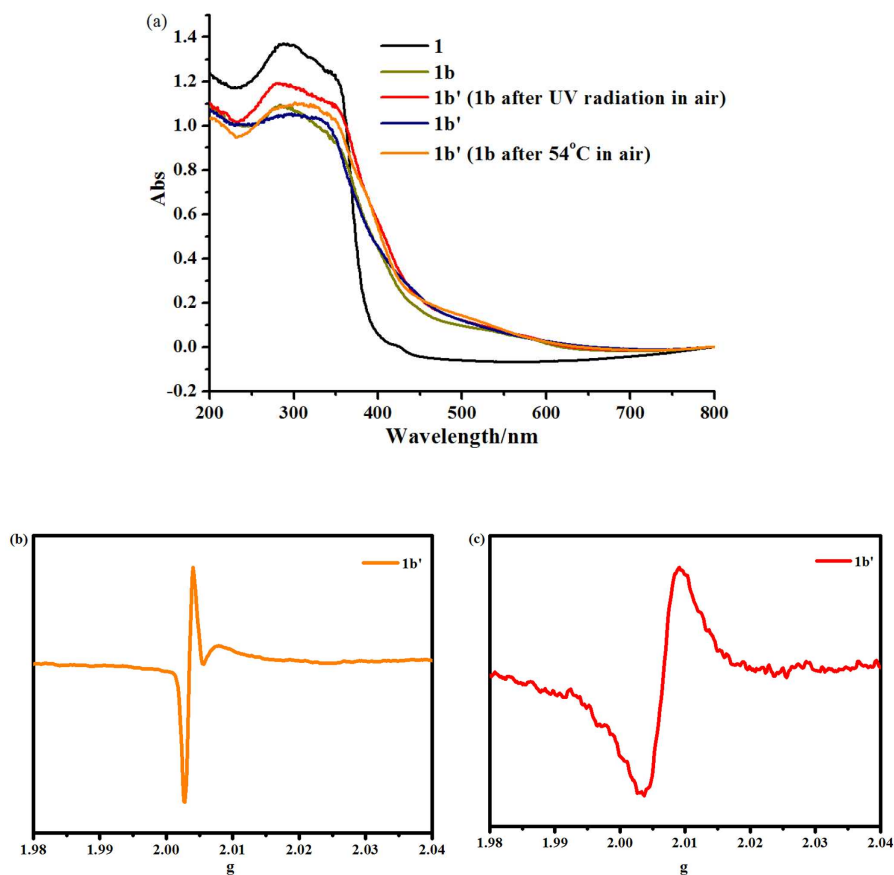 (a)
1
1b
1b' (1b after UV radiation in air)
1b'
1b' (1b after 54°C in air)
Abs
1.4
1.2
1.0
0.8
0.6
0.4
0.2
0.0
-0.2
200 300 400 500 600 700 800
Wavelength/nm
(b)
1b'
1.98 1.99 2.00 2.01 2.02 2.03 2.04
g
(c)
1b'
1.98 1.99 2.00 2.01 2.02 2.03 2.04
g